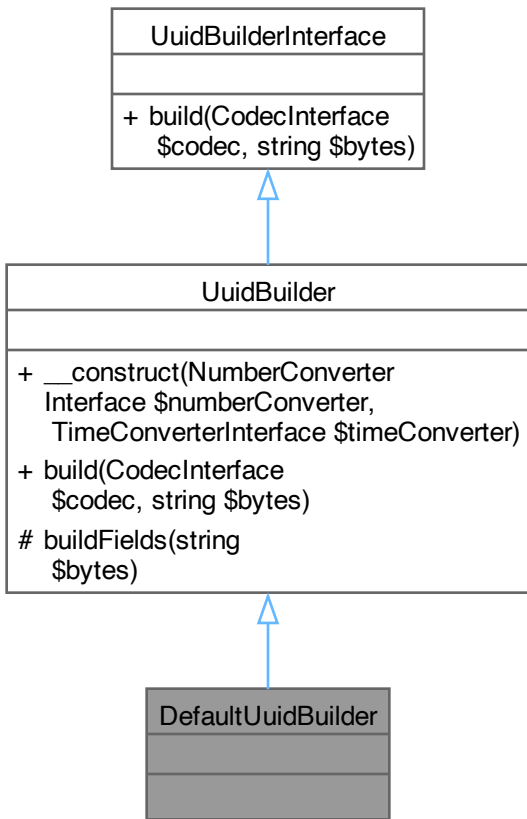 UuidBuilderInterface
+ build(CodecInterface
$codec, string $bytes)
UuidBuilder
+ __construct(NumberConverter
Interface $numberConverter,
TimeConverterInterface $timeConverter)
+ build(CodecInterface
$codec, string $bytes)
# buildFields(string
$bytes)
DefaultUuidBuilder